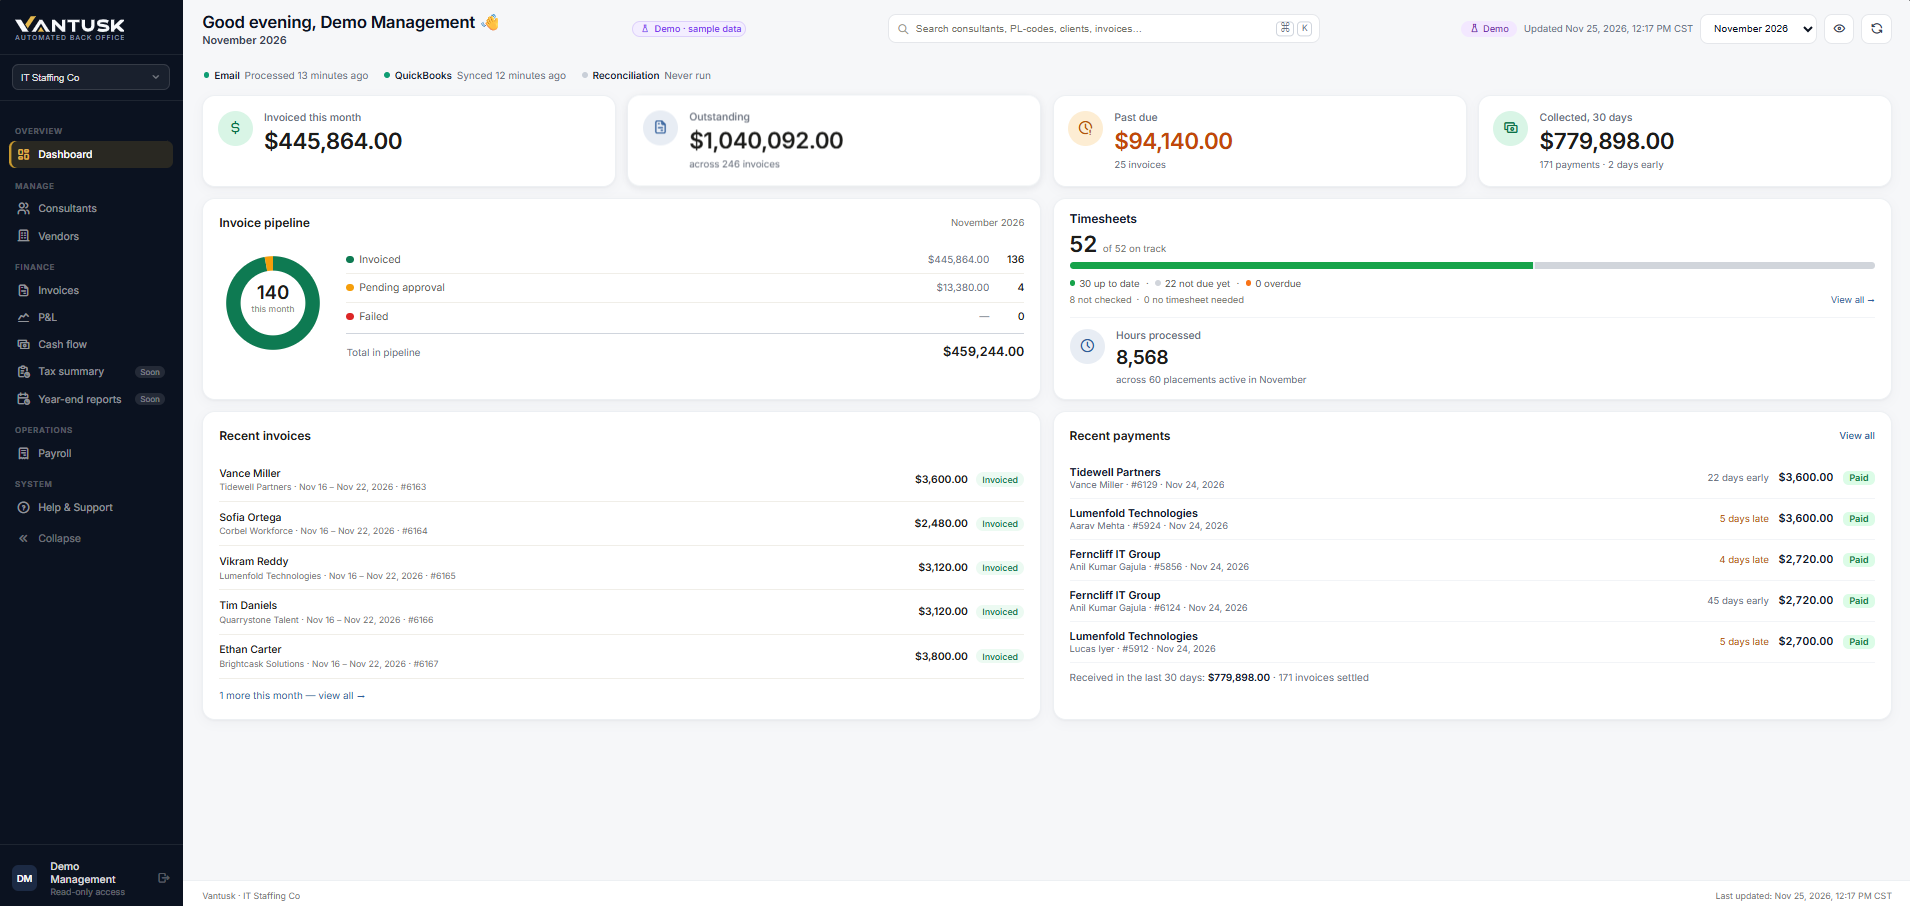 VANTUSK
AUTOMATED BACK OFFICE
IT Staffing Co
OVERVIEW
Dashboard
MANAGE
Consultants
Vendors
FINANCE
Invoices
P&L
Cash flow
Tax summary Soon
Year-end reports Soon
OPERATIONS
Payroll
SYSTEM
Help & Support
Collapse
DM
Demo
Management
Read-only access
Good evening, Demo Management
November 2026
Demo · sample data
Search consultants, PL-codes, clients, invoices...
⌘ K
Demo
Updated Nov 25, 2026, 12:17 PM CST
November 2026
Email Processed 13 minutes ago
QuickBooks Synced 12 minutes ago
Reconciliation Never run
Invoiced this month
$445,864.00
Outstanding
$1,040,092.00
across 246 invoices
Past due
$94,140.00
25 invoices
Collected, 30 days
$779,898.00
171 payments · 2 days early
Invoice pipeline November 2026
140
this month
Invoiced $445,864.00 136
Pending approval $13,380.00 4
Failed — 0
Total in pipeline $459,244.00
Timesheets
52 of 52 on track
30 up to date · 22 not due yet · 0 overdue
8 not checked · 0 no timesheet needed View all →
Hours processed
8,568
across 60 placements active in November
Recent invoices
Vance Miller
Tidewell Partners · Nov 16 – Nov 22, 2026 · #6163
$3,600.00 Invoiced
Sofia Ortega
Corbel Workforce · Nov 16 – Nov 22, 2026 · #6164
$2,480.00 Invoiced
Vikram Reddy
Lumenfold Technologies · Nov 16 – Nov 22, 2026 · #6165
$3,120.00 Invoiced
Tim Daniels
Quarrystone Talent · Nov 16 – Nov 22, 2026 · #6166
$3,120.00 Invoiced
Ethan Carter
Brightcask Solutions · Nov 16 – Nov 22, 2026 · #6167
$3,800.00 Invoiced
1 more this month — view all →
Recent payments View all
Tidewell Partners
Vance Miller · #6129 · Nov 24, 2026
22 days early $3,600.00 Paid
Lumenfold Technologies
Aarav Mehta · #5924 · Nov 24, 2026
5 days late $3,600.00 Paid
Ferncliff IT Group
Anil Kumar Gajula · #5856 · Nov 24, 2026
4 days late $2,720.00 Paid
Ferncliff IT Group
Anil Kumar Gajula · #6124 · Nov 24, 2026
45 days early $2,720.00 Paid
Lumenfold Technologies
Lucas Iyer · #5912 · Nov 24, 2026
5 days late $2,700.00 Paid
Received in the last 30 days: $779,898.00 · 171 invoices settled
Vantusk · IT Staffing Co
Last updated: Nov 25, 2026, 12:17 PM CST